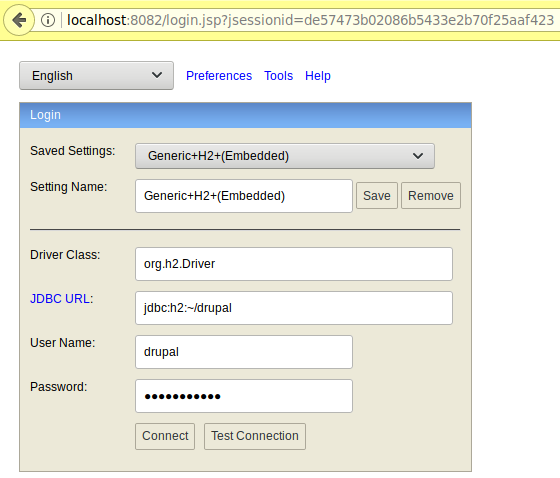 localhost:8082/login.jsp?jsessionid=de57473b02086b5433e2b70f25aaf423
English Preferences Tools Help
Login
Saved Settings: Generic+H2+(Embedded)
Setting Name: Generic+H2+(Embedded) Save Remove
Driver Class: org.h2.Driver
JDBC URL: jdbc:h2:~/drupal
User Name: drupal
Password: ●●●●●●●●●●●
Connect Test Connection